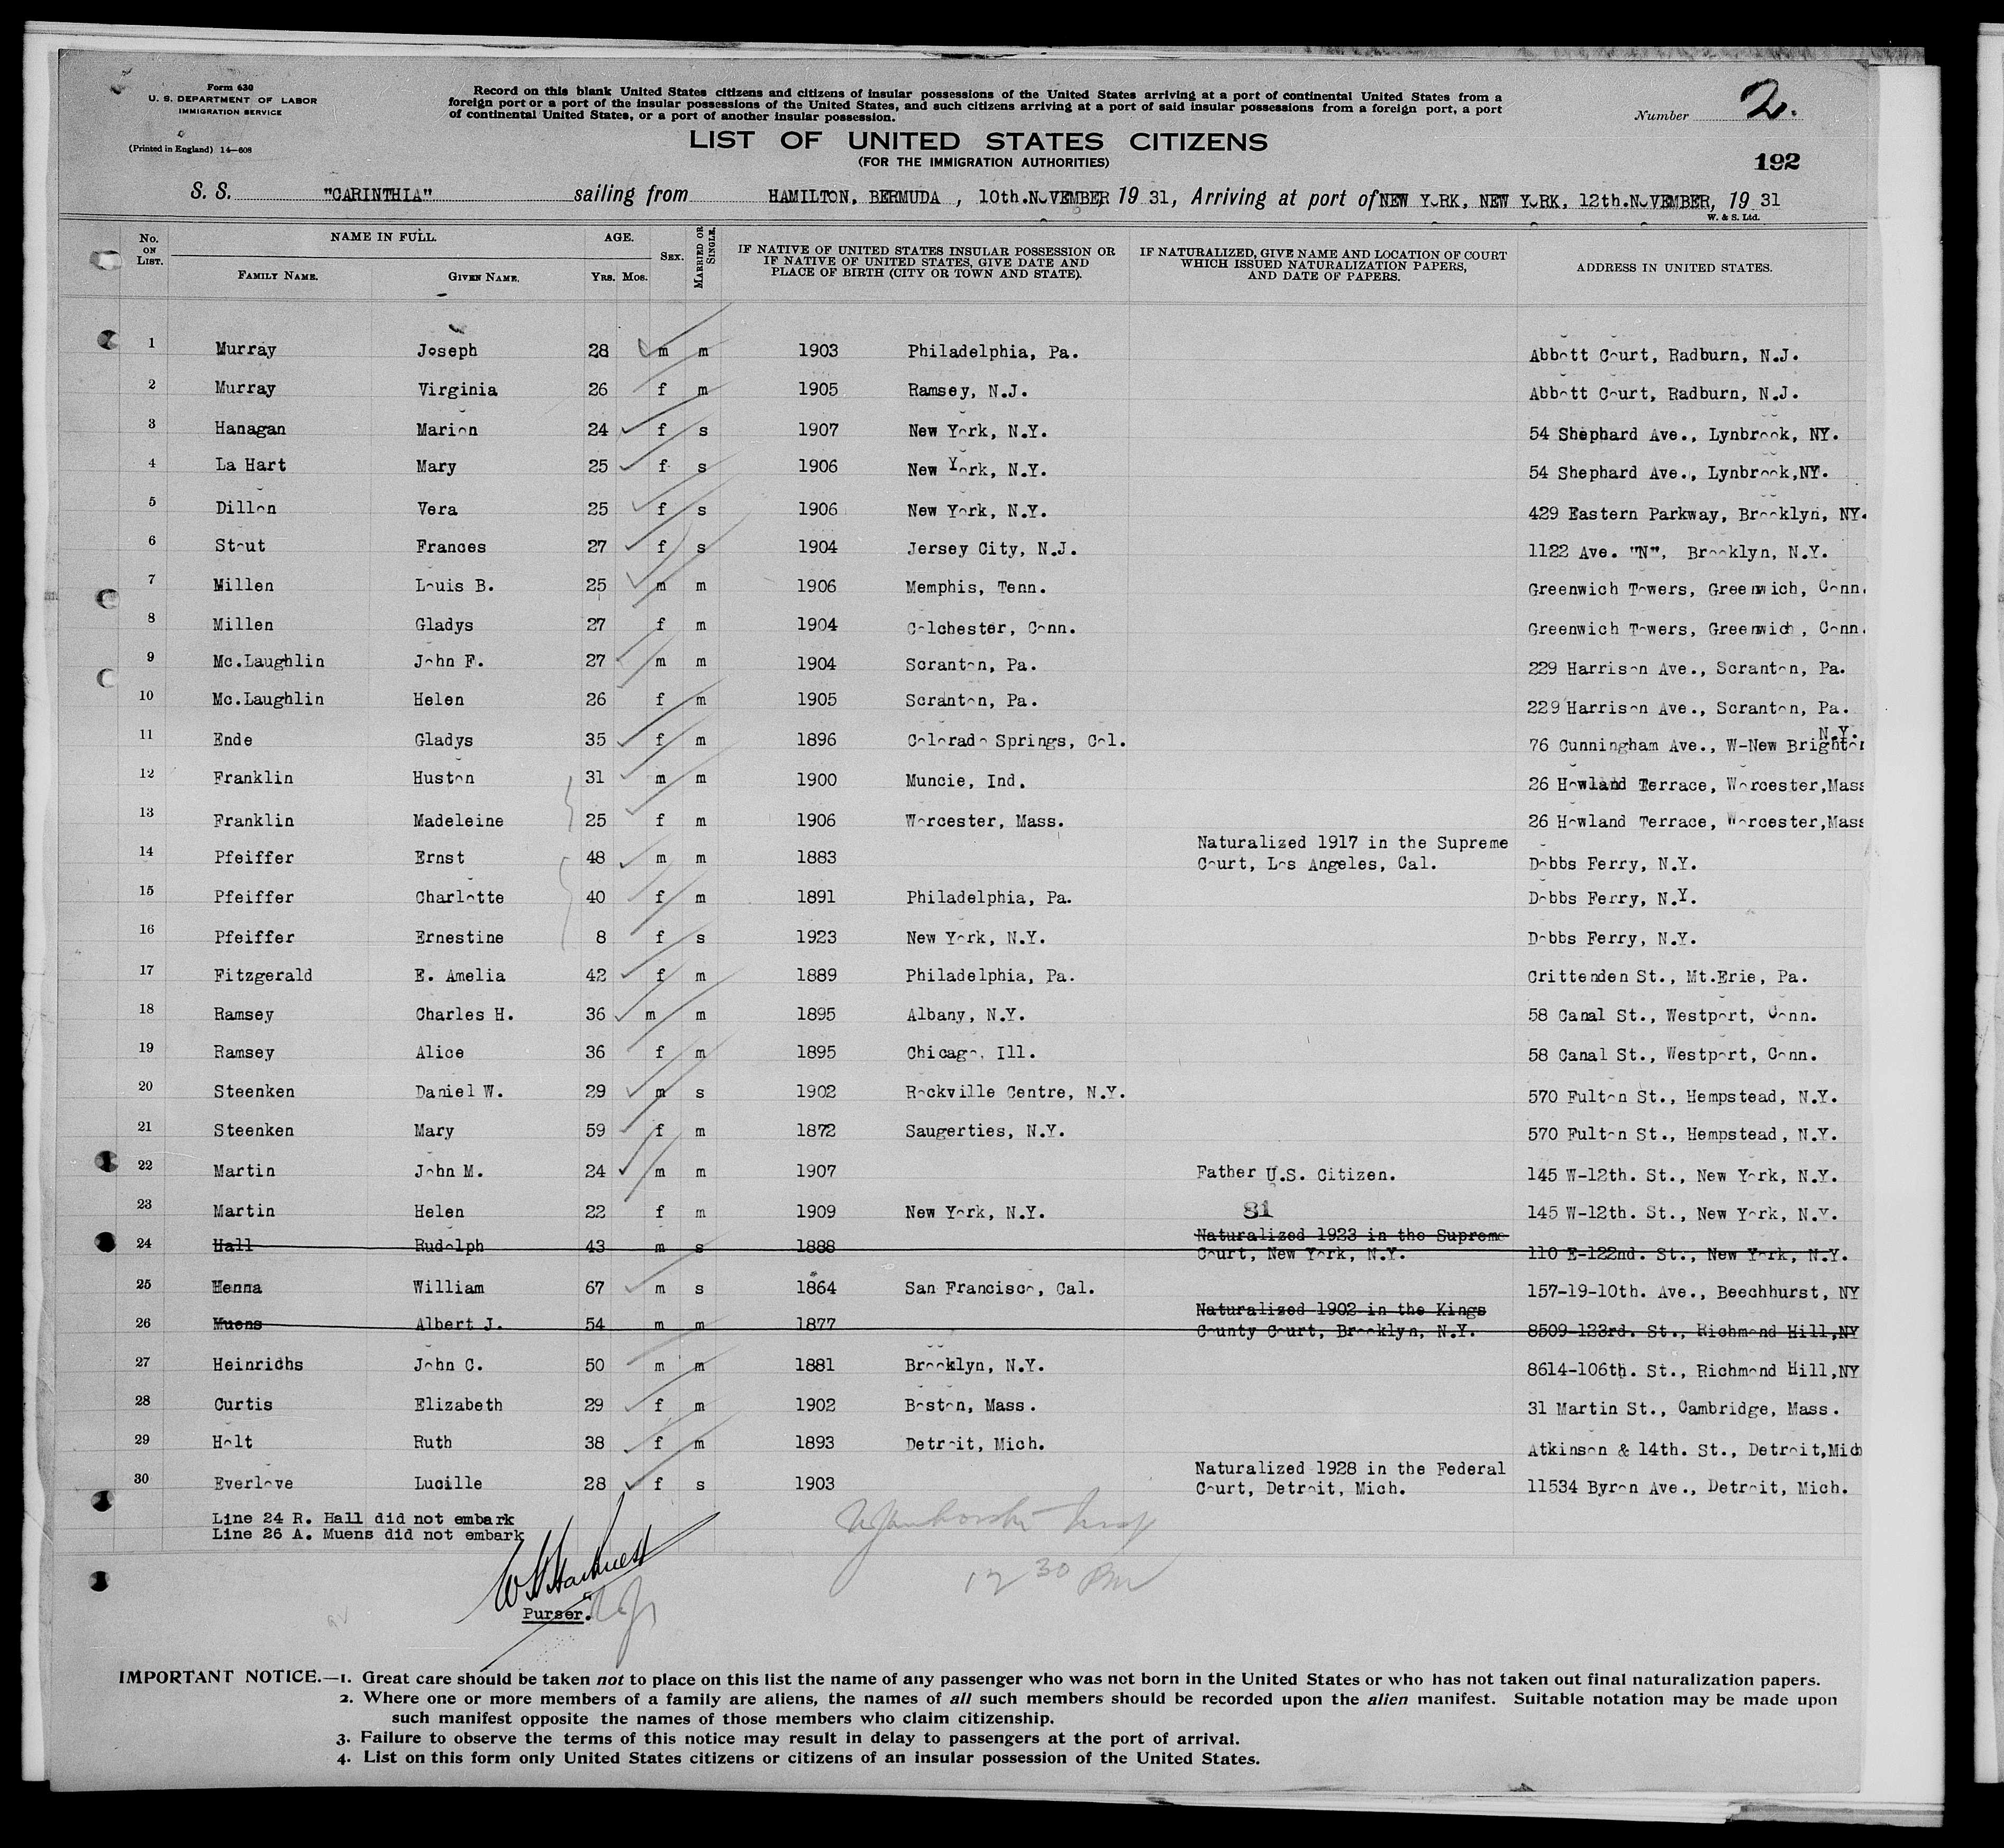 Form 630
U. S. DEPARTMENT OF LABOR
IMMIGRATION SERVICE
(Printed in England) 14—608
Record on this blank United States citizens and citizens of insular possessions of the United States arriving at a port of continental United States from a
foreign port or a port of the insular possessions of the United States, and such citizens arriving at a port of said insular possessions from a foreign port, a port
of continental United States, or a port of another insular possession.
Number 2.
LIST OF UNITED STATES CITIZENS
(FOR THE IMMIGRATION AUTHORITIES)
192
S. S. "CARINTHIA" sailing from HAMILTON, BERMUDA , 10th.NOVEMBER 19 31, Arriving at port of NEW YORK, NEW YORK, 12th.NOVEMBER, 19 31
W. & S. Ltd.
No. ON LIST. NAME IN FULL. FAMILY NAME. GIVEN NAME. AGE. YRS. MOS. SEX. MARRIED OR SINGLE. IF NATIVE OF UNITED STATES INSULAR POSSESSION OR IF NATIVE OF UNITED STATES, GIVE DATE AND PLACE OF BIRTH (CITY OR TOWN AND STATE). IF NATURALIZED, GIVE NAME AND LOCATION OF COURT WHICH ISSUED NATURALIZATION PAPERS, AND DATE OF PAPERS. ADDRESS IN UNITED STATES.
1 Murray Joseph 28 m m 1903 Philadelphia, Pa. Abbott Court, Radburn, N.J.
2 Murray Virginia 26 f m 1905 Ramsey, N.J. Abbott Court, Radburn, N.J.
3 Hanagan Marion 24 f s 1907 New York, N.Y. 54 Shephard Ave., Lynbrook, NY.
4 La Hart Mary 25 f s 1906 New York, N.Y. 54 Shephard Ave., Lynbrook,NY.
5 Dillon Vera 25 f s 1906 New York, N.Y. 429 Eastern Parkway, Brooklyn, NY.
6 Stout Frances 27 f s 1904 Jersey City, N.J. 1122 Ave. "N", Brooklyn, N.Y.
7 Millen Louis B. 25 m m 1906 Memphis, Tenn. Greenwich Towers, Greenwich, Conn.
8 Millen Gladys 27 f m 1904 Colchester, Conn. Greenwich Towers, Greenwich, Conn.
9 Mc.Laughlin John F. 27 m m 1904 Scranton, Pa. 229 Harrison Ave., Scranton, Pa.
10 Mc.Laughlin Helen 26 f m 1905 Scranton, Pa. 229 Harrison Ave., Scranton, Pa.
11 Ende Gladys 35 f m 1896 Colorado Springs, Col. 76 Cunningham Ave., W-New Brighton N.Y.
12 Franklin Huston 31 m m 1900 Muncie, Ind. 26 Howland Terrace, Worcester,Mass
13 Franklin Madeleine 25 f m 1906 Worcester, Mass. 26 Howland Terrace, Worcester,Mass
14 Pfeiffer Ernst 48 m m 1883 Naturalized 1917 in the Supreme Court, Los Angeles, Cal. Dobbs Ferry, N.Y.
15 Pfeiffer Charlotte 40 f m 1891 Philadelphia, Pa. Dobbs Ferry, N.Y.
16 Pfeiffer Ernestine 8 f s 1923 New York, N.Y. Dobbs Ferry, N.Y.
17 Fitzgerald E. Amelia 42 f m 1889 Philadelphia, Pa. Crittenden St., Mt.Erie, Pa.
18 Ramsey Charles H. 36 m m 1895 Albany, N.Y. 58 Canal St., Westport, Conn.
19 Ramsey Alice 36 f m 1895 Chicago, Ill. 58 Canal St., Westport, Conn.
20 Steenken Daniel W. 29 m s 1902 Rockville Centre, N.Y. 570 Fulton St., Hempstead, N.Y.
21 Steenken Mary 59 f m 1872 Saugerties, N.Y. 570 Fulton St., Hempstead, N.Y.
22 Martin John M. 24 m m 1907 Father U.S. Citizen. 145 W-12th. St., New York, N.Y.
23 Martin Helen 22 f m 1909 New York, N.Y. 81 145 W-12th. St., New York, N.Y.
24 Hall Rudolph 43 m s 1888 Naturalized 1923 in the Supreme Court, New York, N.Y. 110 E-122nd. St., New York, N.Y.
25 Henna William 67 m s 1864 San Francisco, Cal. 157-19-10th. Ave., Beechhurst, NY
26 Muens Albert J. 54 m m 1877 Naturalized 1902 in the Kings County Court, Brooklyn, N.Y. 8509-123rd. St., Richmond Hill,NY
27 Heinrichs John C. 50 m m 1881 Brooklyn, N.Y. 8614-106th. St., Richmond Hill,NY
28 Curtis Elizabeth 29 f m 1902 Boston, Mass. 31 Martin St., Cambridge, Mass.
29 Holt Ruth 38 f m 1893 Detroit, Mich. Atkinson & 14th. St., Detroit,Mich
30 Everlove Lucille 28 f s 1903 Naturalized 1928 in the Federal Court, Detroit, Mich. 11534 Byron Ave., Detroit, Mich.
Line 24 R. Hall did not embark
Line 26 A. Muens did not embark
12 30 PM
Purser.
IMPORTANT NOTICE.—1. Great care should be taken not to place on this list the name of any passenger who was not born in the United States or who has not taken out final naturalization papers.
2. Where one or more members of a family are aliens, the names of all such members should be recorded upon the alien manifest. Suitable notation may be made upon
such manifest opposite the names of those members who claim citizenship.
3. Failure to observe the terms of this notice may result in delay to passengers at the port of arrival.
4. List on this form only United States citizens or citizens of an insular possession of the United States.